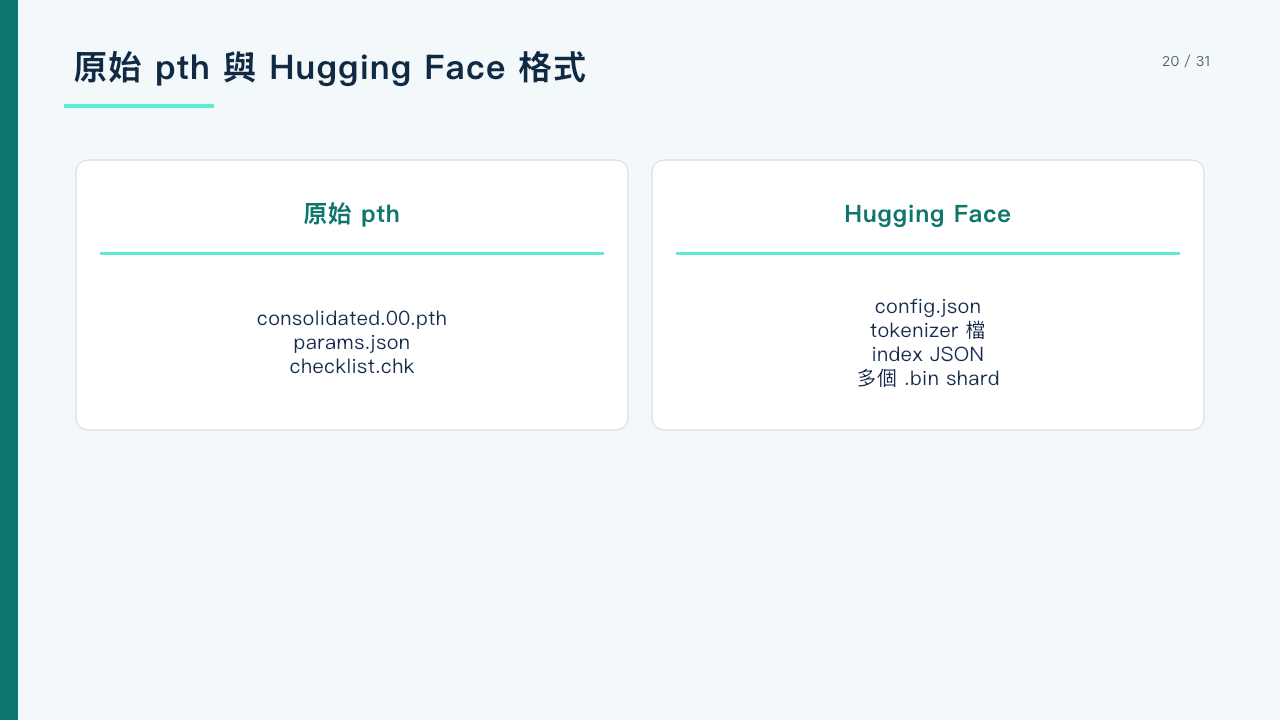 原始 pth 與 Hugging Face 格式
20 / 31
原始 pth
consolidated.00.pth
params.json
checklist.chk
Hugging Face
config.json
tokenizer 檔
index JSON
多個 .bin shard